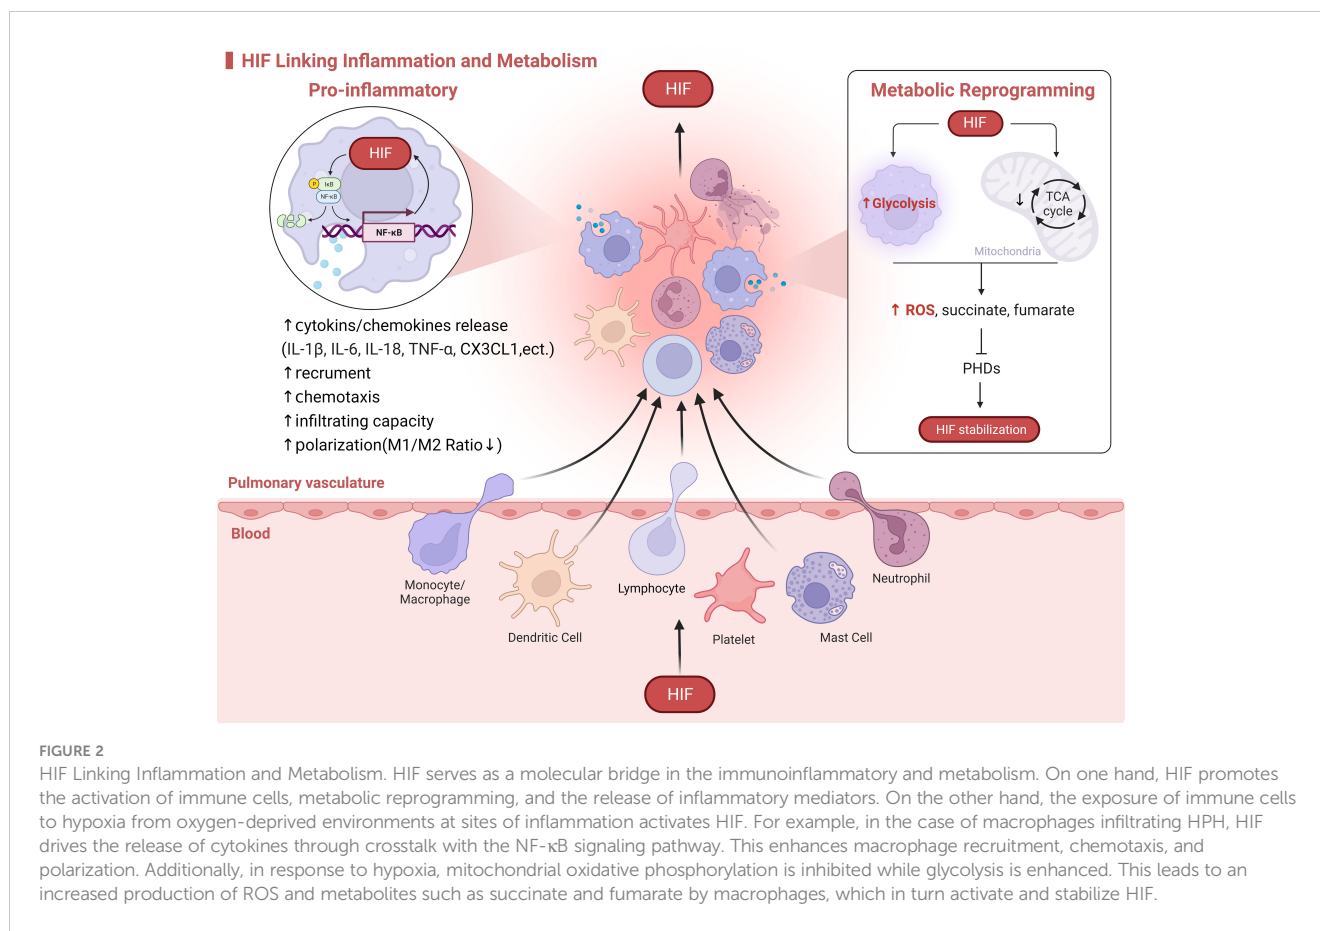 HIF Linking Inflammation and Metabolism
Pro-inflammatory
HIF
P
IκB
NF-κB
NF-κB
↑cytokins/chemokines release
(IL-1β, IL-6, IL-18, TNF-α, CX3CL1,ect.)
↑recrument
↑chemotaxis
↑infiltrating capacity
↑polarization(M1/M2 Ratio↓)
HIF
Metabolic Reprogramming
HIF
↑Glycolysis
↓ TCA
cycle
Mitochondria
↑ ROS, succinate, fumarate
PHDs
HIF stabilization
Pulmonary vasculature
Blood
Monocyte/
Macrophage
Dendritic Cell
Lymphocyte
Platelet
Mast Cell
Neutrophil
HIF
FIGURE 2
HIF Linking Inflammation and Metabolism. HIF serves as a molecular bridge in the immunoinflammatory and metabolism. On one hand, HIF promotes
the activation of immune cells, metabolic reprogramming, and the release of inflammatory mediators. On the other hand, the exposure of immune cells
to hypoxia from oxygen-deprived environments at sites of inflammation activates HIF. For example, in the case of macrophages infiltrating HPH, HIF
drives the release of cytokines through crosstalk with the NF-κB signaling pathway. This enhances macrophage recruitment, chemotaxis, and
polarization. Additionally, in response to hypoxia, mitochondrial oxidative phosphorylation is inhibited while glycolysis is enhanced. This leads to an
increased production of ROS and metabolites such as succinate and fumarate by macrophages, which in turn activate and stabilize HIF.